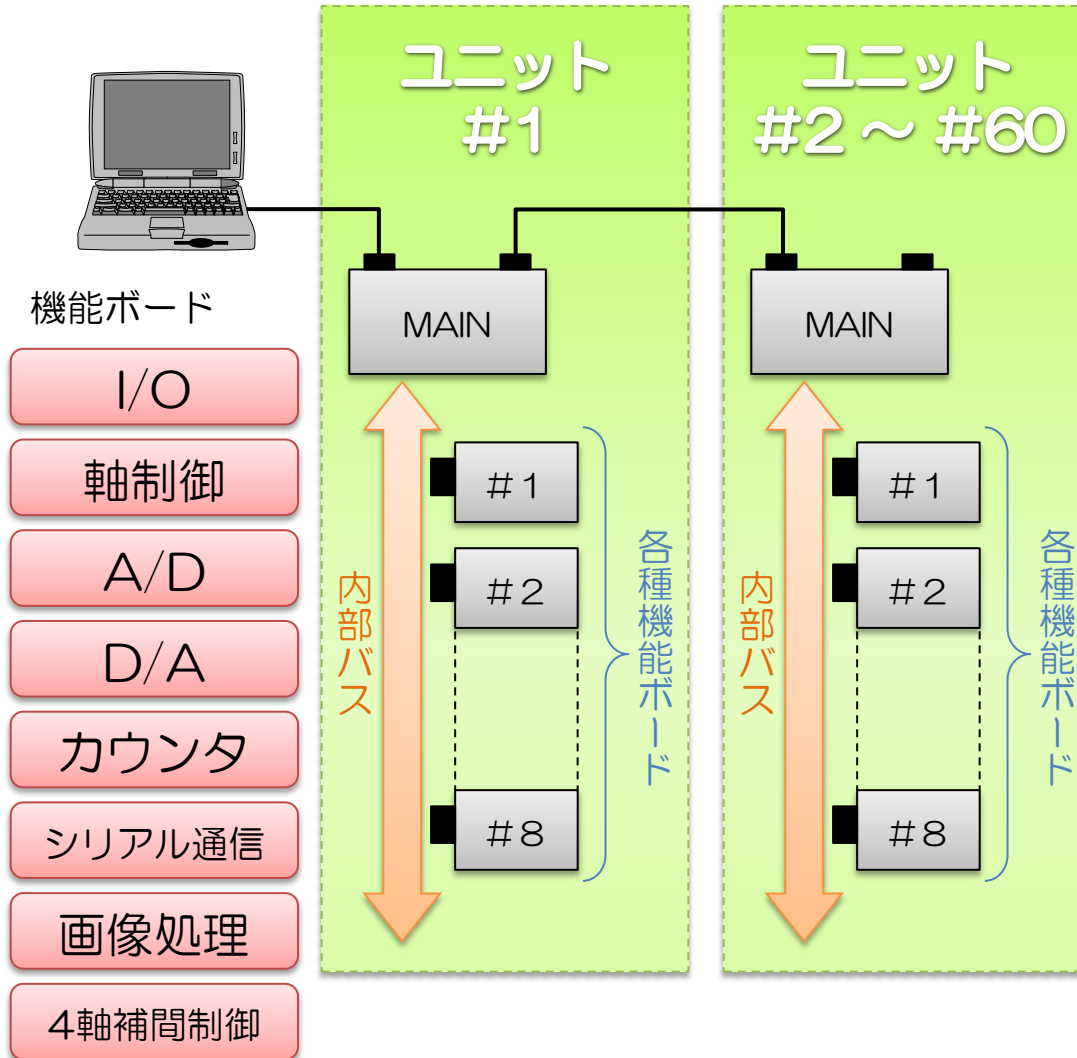 機能ボード
I/O
軸制御
A/D
D/A
カウンタ
シリアル通信
画像処理
4軸補間制御
ユニット
#1
MAIN
内部バス
#1
#2
#8
各種機能ボード
ユニット
#2 ～ #60
MAIN
内部バス
#1
#2
#8
各種機能ボード